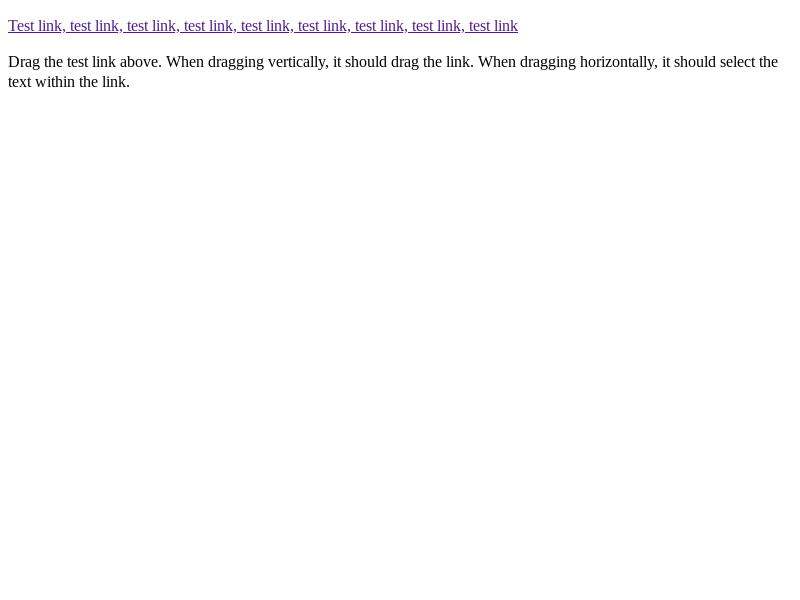 Test link, test link, test link, test link, test link, test link, test link, test link, test link
Drag the test link above. When dragging vertically, it should drag the link. When dragging horizontally, it should select the
text within the link.